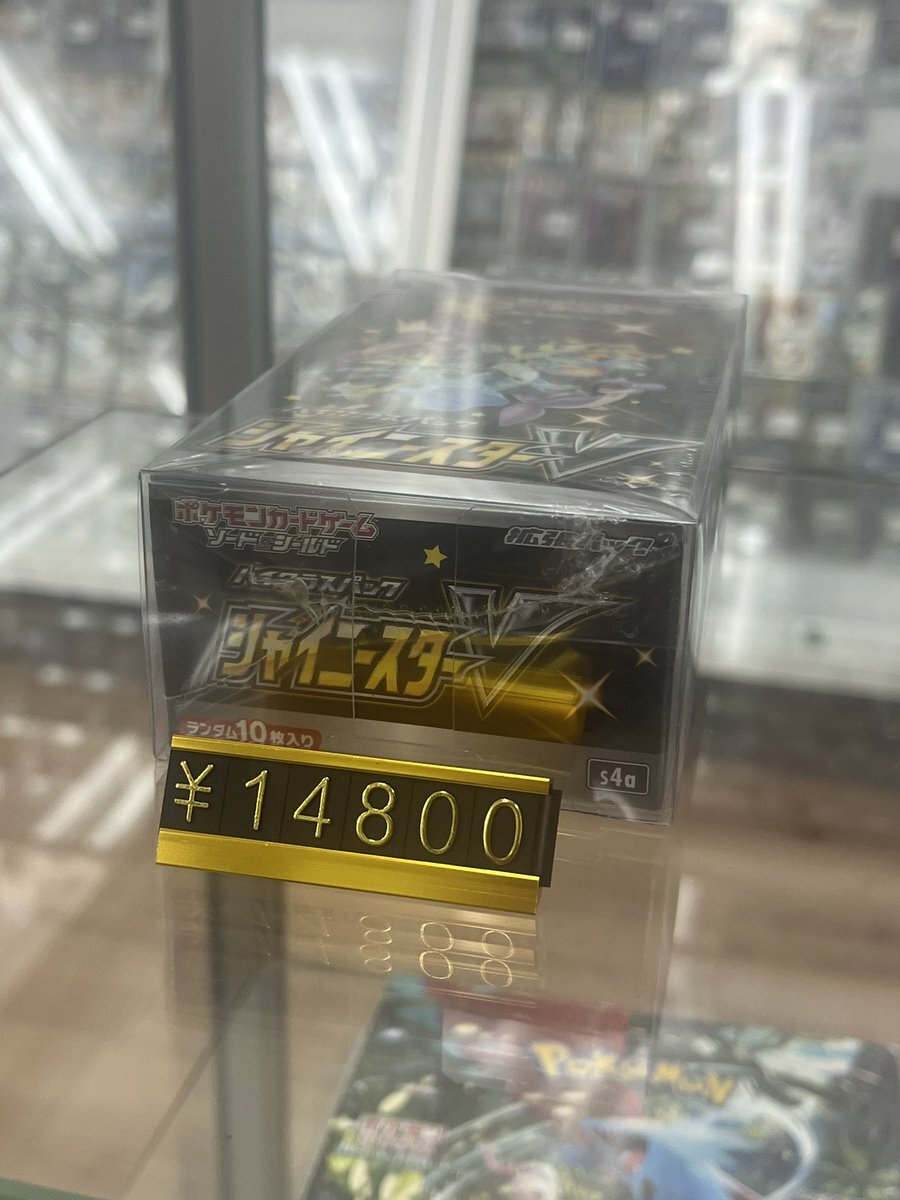 シャイニースターV
ポケモンカードゲーム
ソード&シールド
拡張パック
ハイクラスパック
シャイニースターV
ランダム10枚入り
s4a
¥14800
Pokémon